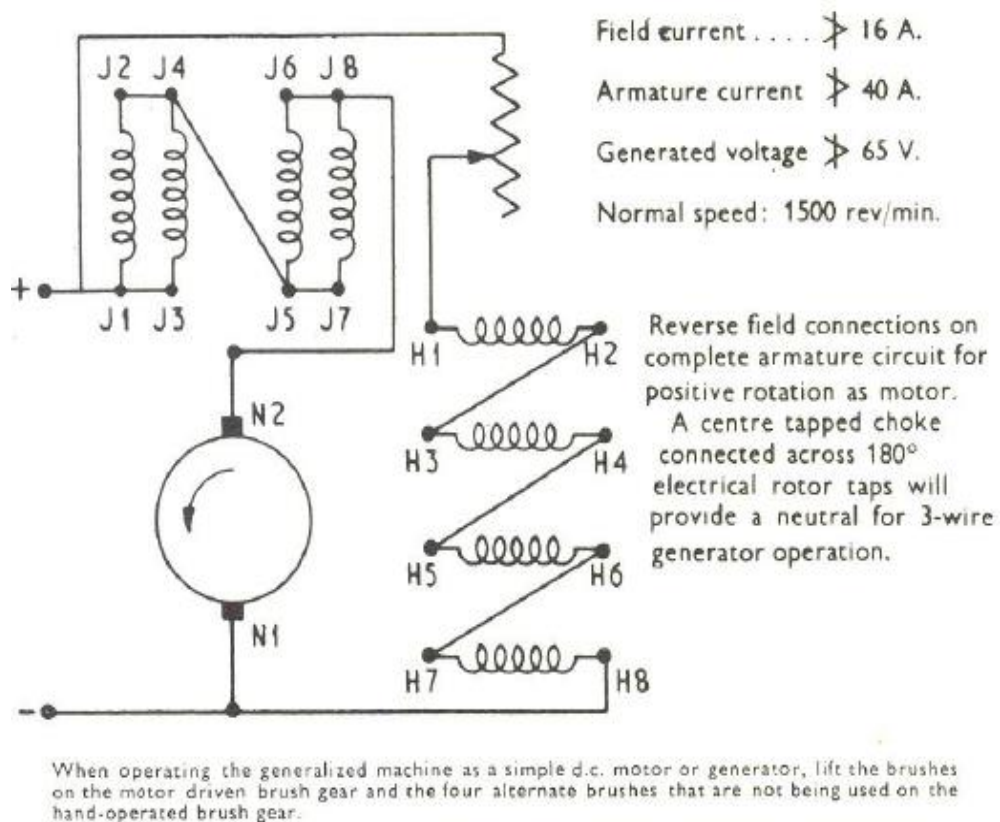 Field current .... ≯ 16 A.
J2 J4 J6 J8
Armature current ≯ 40 A.
Generated voltage ≯ 65 V.
Normal speed: 1500 rev/min.
+
J1 J3 J5 J7
H1 H2
Reverse field connections on
complete armature circuit for
positive rotation as motor.
A centre tapped choke
connected across 180°
electrical rotor taps will
provide a neutral for 3-wire
generator operation.
N2
H3 H4
H5 H6
N1
H7 H8
-
When operating the generalized machine as a simple d.c. motor or generator, lift the brushes
on the motor driven brush gear and the four alternate brushes that are not being used on the
hand-operated brush gear.